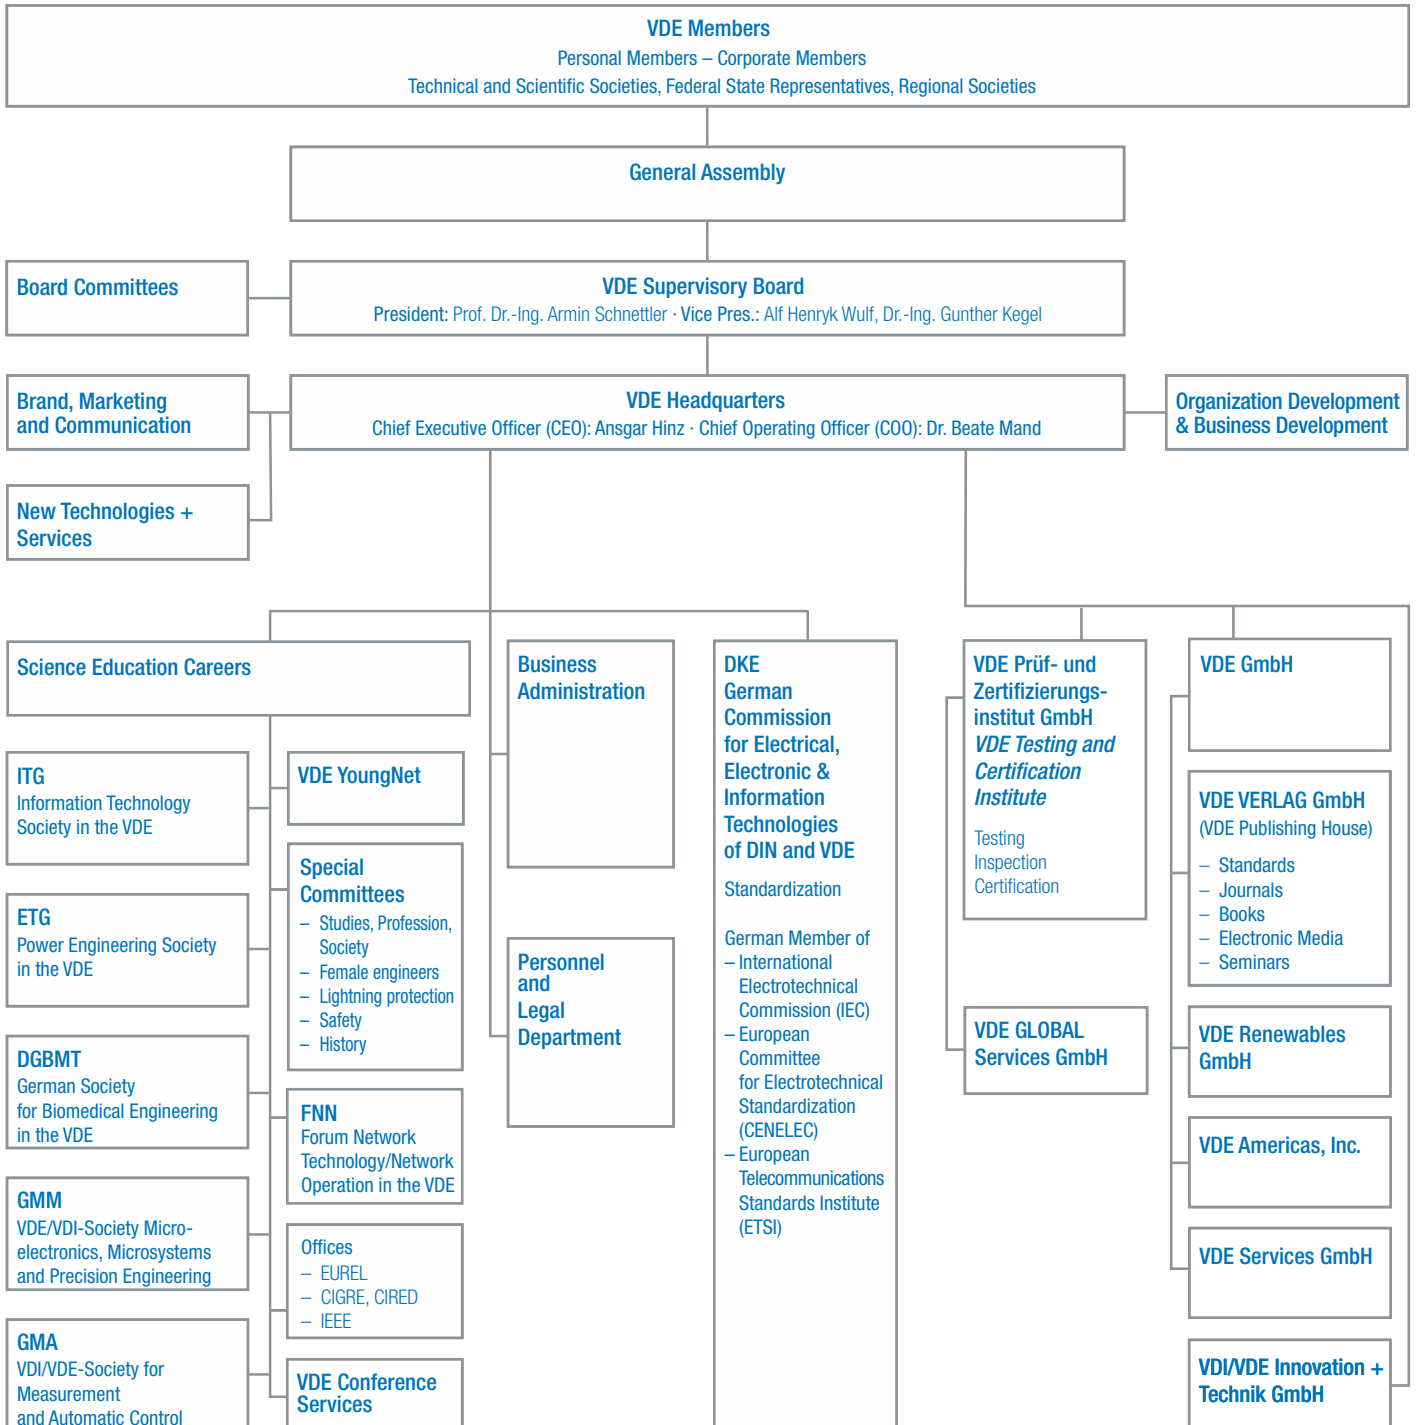 VDE Members
Personal Members – Corporate Members
Technical and Scientific Societies, Federal State Representatives, Regional Societies
General Assembly
Board Committees
VDE Supervisory Board
President: Prof. Dr.-Ing. Armin Schnettler · Vice Pres.: Alf Henryk Wulf, Dr.-Ing. Gunther Kegel
Brand, Marketing
and Communication
VDE Headquarters
Chief Executive Officer (CEO): Ansgar Hinz · Chief Operating Officer (COO): Dr. Beate Mand
Organization Development
& Business Development
New Technologies +
Services
Science Education Careers
ITG
Information Technology
Society in the VDE
ETG
Power Engineering Society
in the VDE
DGBMT
German Society
for Biomedical Engineering
in the VDE
GMM
VDE/VDI-Society Micro-
electronics, Microsystems
and Precision Engineering
GMA
VDI/VDE-Society for
Measurement
and Automatic Control
VDE YoungNet
Special
Committees
– Studies, Profession,
Society
– Female engineers
– Lightning protection
– Safety
– History
FNN
Forum Network
Technology/Network
Operation in the VDE
Offices
– EUREL
– CIGRE, CIRED
– IEEE
VDE Conference
Services
Business
Administration
Personnel
and
Legal
Department
DKE
German
Commission
for Electrical,
Electronic &
Information
Technologies
of DIN and VDE
Standardization
German Member of
– International
Electrotechnical
Commission (IEC)
– European
Committee
for Electrotechnical
Standardization
(CENELEC)
– European
Telecommunications
Standards Institute
(ETSI)
VDE Prüf- und
Zertifizierungs-
institut GmbH
VDE Testing and
Certification
Institute
Testing
Inspection
Certification
VDE GLOBAL
Services GmbH
VDE GmbH
VDE VERLAG GmbH
(VDE Publishing House)
– Standards
– Journals
– Books
– Electronic Media
– Seminars
VDE Renewables
GmbH
VDE Americas, Inc.
VDE Services GmbH
VDI/VDE Innovation +
Technik GmbH